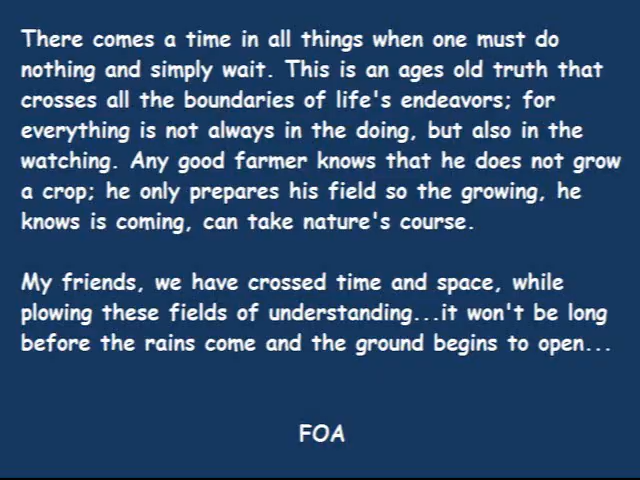 There comes a time in all things when one must do
nothing and simply wait. This is an ages old truth that
crosses all the boundaries of life's endeavors; for
everything is not always in the doing, but also in the
watching. Any good farmer knows that he does not grow
a crop; he only prepares his field so the growing, he
knows is coming, can take nature's course.
My friends, we have crossed time and space, while
plowing these fields of understanding...it won't be long
before the rains come and the ground begins to open...
FOA